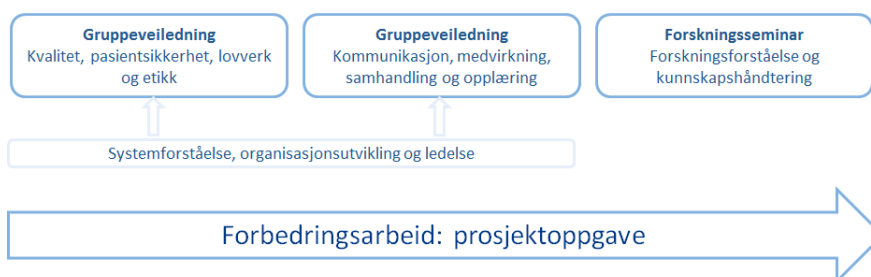 Gruppeveiledning
Kvalitet, pasientsikkerhet, lovverk
og etikk
Gruppeveiledning
Kommunikasjon, medvirkning,
samhandling og opplæring
Forskningsseminar
Forskningsforståelse og
kunnskapshåndtering
Systemforståelse, organisasjonsutvikling og ledelse
Forbedringsarbeid: prosjektoppgave